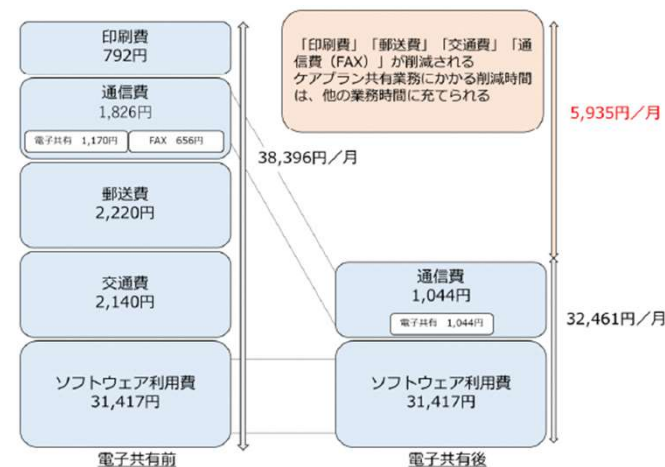 印刷費
792円
通信費
1,826円
電子共有 1,170円
FAX 656円
郵送費
2,220円
交通費
2,140円
ソフトウェア利用費
31,417円
電子共有前
38,396円／月
「印刷費」「郵送費」「交通費」「通
信費（FAX）」が削減される
ケアプラン共有業務にかかる削減時間
は、他の業務時間に充てられる
5,935円／月
通信費
1,044円
電子共有 1,044円
ソフトウェア利用費
31,417円
電子共有後
32,461円／月